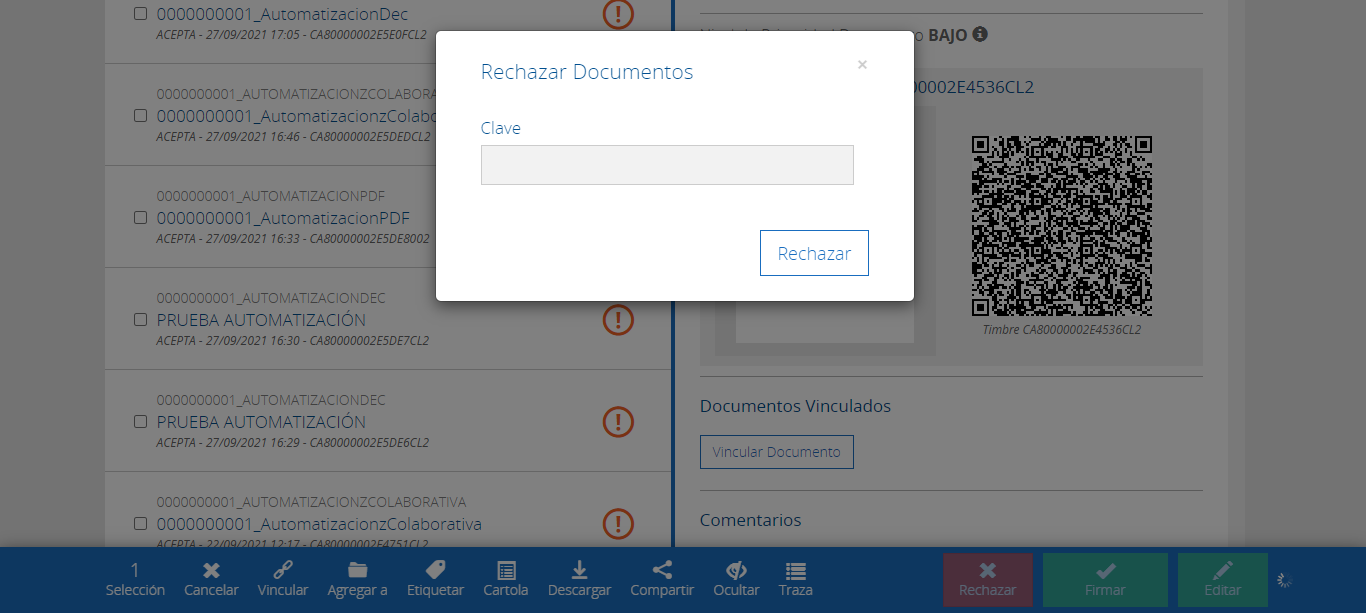 0000000001_AutomatizacionDec
ACEPTA - 27/09/2021 17:05 - CA80000002E5E0FCL2
0000000001_AUTOMATIZACIONZCOLABORA
0000000001_AutomatizacionzColabo
ACEPTA - 27/09/2021 16:46 - CA80000002E5DEDCL2
0000000001_AUTOMATIZACIONPDF
0000000001_AutomatizacionPDF
ACEPTA - 27/09/2021 16:33 - CA80000002E5DE8002
0000000001_AUTOMATIZACIONDEC
PRUEBA AUTOMATIZACIÓN
ACEPTA - 27/09/2021 16:30 - CA80000002E5DE7CL2
0000000001_AUTOMATIZACIONDEC
PRUEBA AUTOMATIZACIÓN
ACEPTA - 27/09/2021 16:29 - CA80000002E5DE6CL2
0000000001_AUTOMATIZACIONZCOLABORATIVA
0000000001_AutomatizacionzColaborativa
ACEPTA - 22/09/2021 12:17 - CA80000002E4751CL2
Rechazar Documentos
×
Clave
Rechazar
BAJO
00002E4536CL2
Timbre CA80000002E4536CL2
Documentos Vinculados
Vincular Documento
Comentarios
1
Selección
Cancelar
Vincular
Agregar a
Etiquetar
Cartola
Descargar
Compartir
Ocultar
Traza
Rechazar
Firmar
Editar